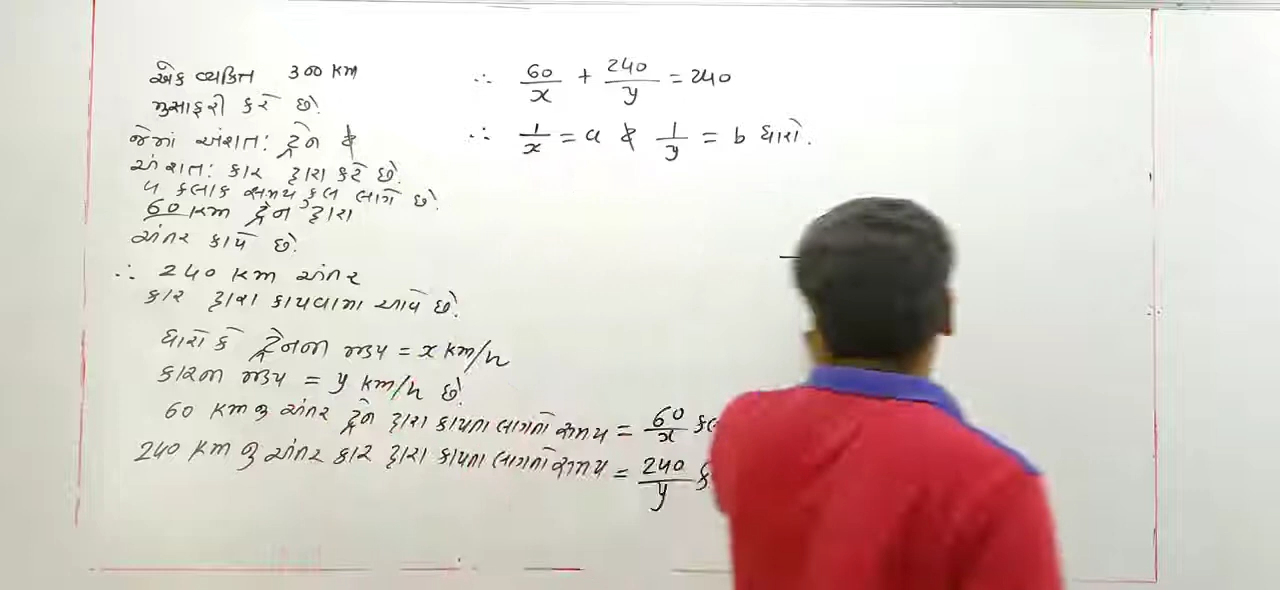 એક વ્યક્તિ 300 KM
મુસાફરી કરે છે.
જેમાં અંશત: ટ્રેન &
અંશત: કાર દ્વારા કરે છે.
4 કલાક સમય કુલ લાગે છે.
60 KM ટ્રેન દ્વારા
અંતર કાપે છે.
∴ 240 KM અંતર
કાર દ્વારા કાપવામાં આવે છે.
ધારો કે ટ્રેનની ઝડપ = x KM/h
કારની ઝડપ = y KM/h છે.
60 KM નું અંતર ટ્રેન દ્વારા કાપતા લાગતો સમય = 60/x
240 KM નું અંતર કાર દ્વારા કાપતા લાગતો સમય = 240/y
∴ 60/x + 240/y = 240
∴ 1/x = a & 1/y = b ધારો.